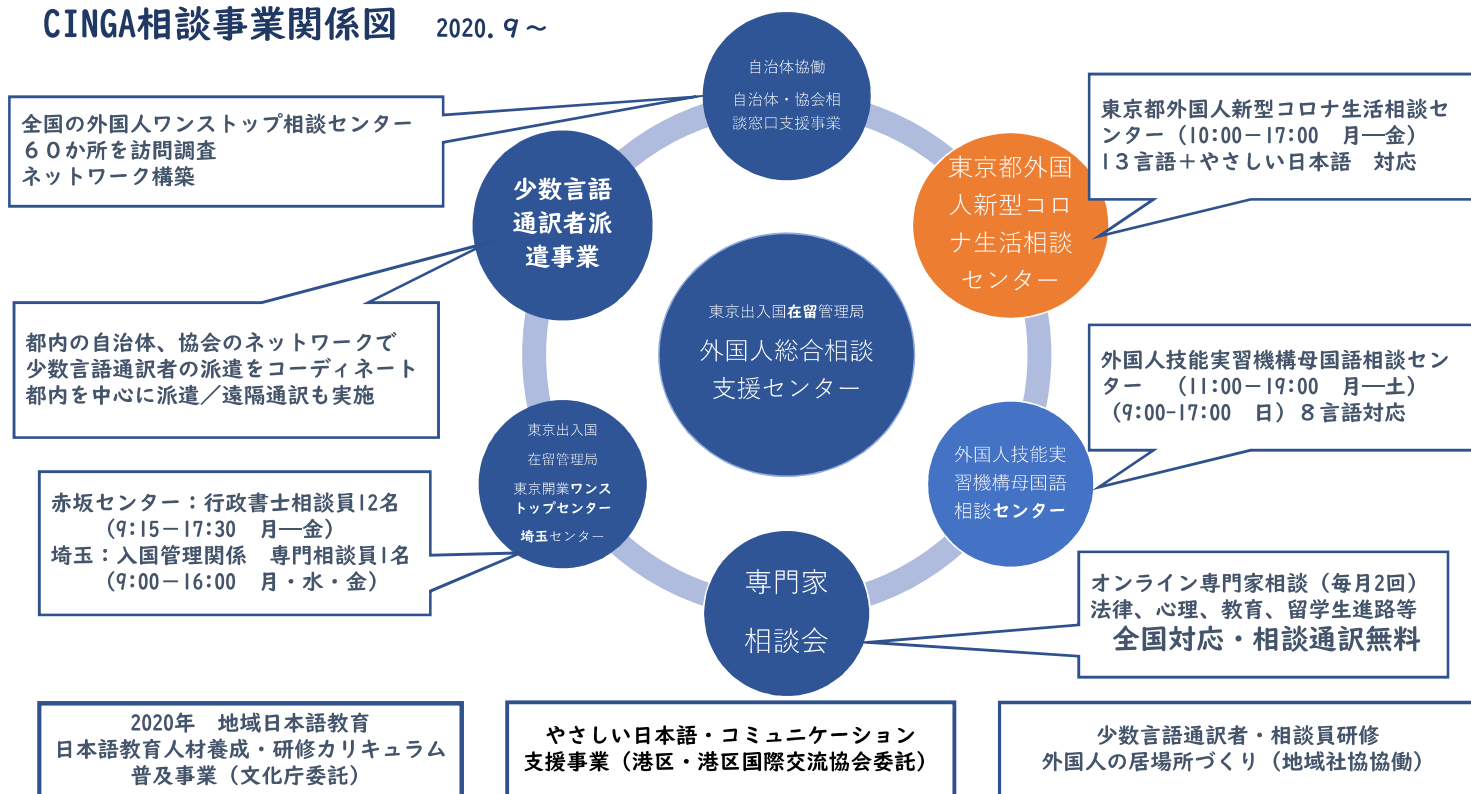 CINGA相談事業関係図　2020.９～
自治体協働
自治体・協会相
談窓口支援事業
全国の外国人ワンストップ相談センター
６０か所を訪問調査
ネットワーク構築
東京都外国人新型コロナ生活相談セ
ンター（10:00－17:00　月―金）
13言語＋やさしい日本語　対応
少数言語
通訳者派
遣事業
東京都外国
人新型コロ
ナ生活相談
センター
東京出入国在留管理局
外国人総合相談
支援センター
都内の自治体、協会のネットワークで
少数言語通訳者の派遣をコーディネート
都内を中心に派遣／遠隔通訳も実施
外国人技能実習機構母国語相談セン
ター　（11:00－19:00　月―土）
（9:00-17:00　日）８言語対応
東京出入国
在留管理局
東京開業ワンス
トップセンター
埼玉センター
外国人技能実
習機構母国語
相談センター
赤坂センター：行政書士相談員12名
（9:15－17:30　月―金）
埼玉：入国管理関係　専門相談員1名
（9:00－16:00　月・水・金）
専門家
相談会
オンライン専門家相談（毎月2回）
法律、心理、教育、留学生進路等
全国対応・相談通訳無料
2020年　地域日本語教育
日本語教育人材養成・研修カリキュラム
普及事業（文化庁委託）
やさしい日本語・コミュニケーション
支援事業（港区・港区国際交流協会委託）
少数言語通訳者・相談員研修
外国人の居場所づくり（地域社協協働）